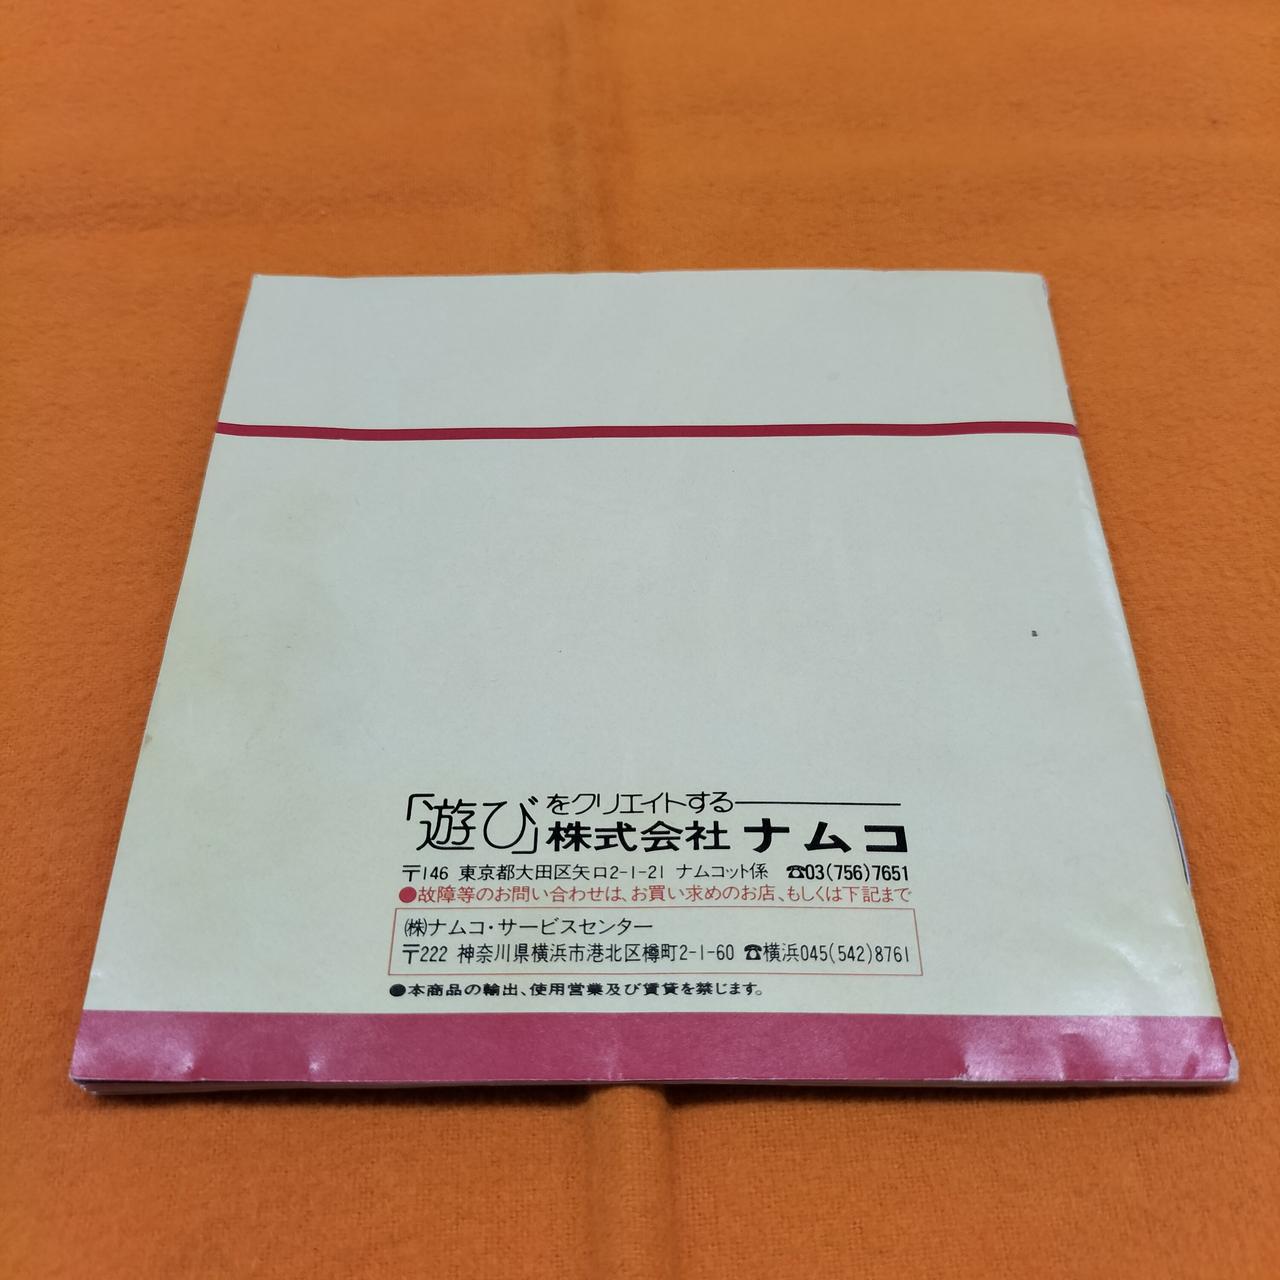 「遊び」をクリエイトする
株式会社ナムコ
〒146 東京都大田区矢口2-1-21 ナムコット係 ☎03(756)7651
●故障等のお問い合わせは、お買い求めのお店、もしくは下記まで
㈱ナムコ・サービスセンター
〒222 神奈川県横浜市港北区樽町2-1-60 ☎横浜045(542)8761
●本商品の輸出、使用営業及び賃貸を禁じます。